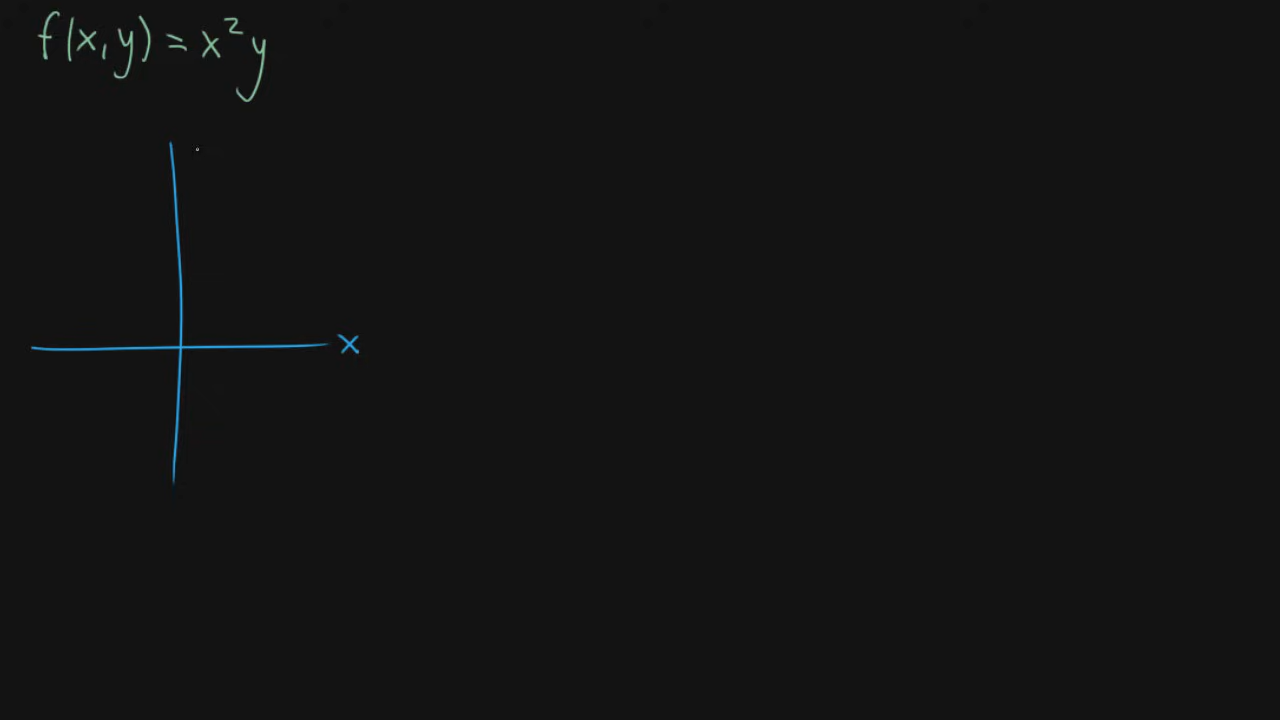 f(x,y) = x²y
x